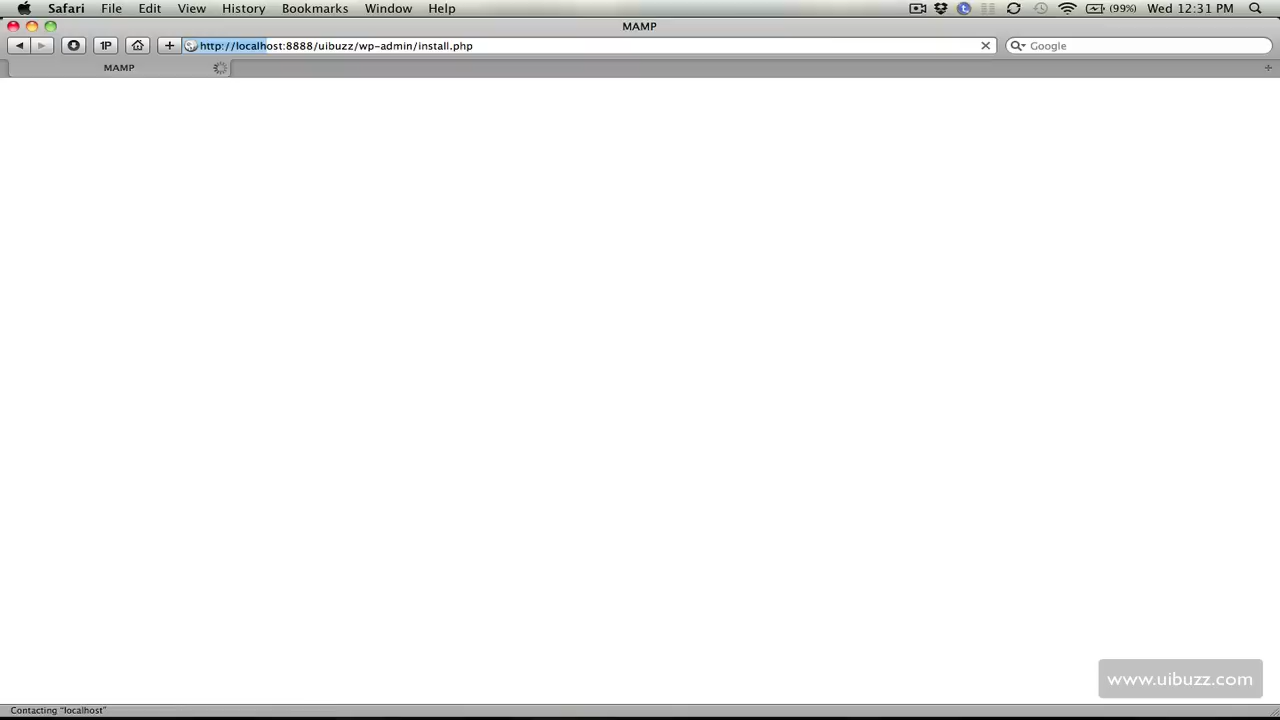 Safari File Edit View History Bookmarks Window Help (99%) Wed 12:31 PM
MAMP
1P http://localhost:8888/uibuzz/wp-admin/install.php Google
MAMP
www.uibuzz.com
Contacting “localhost”